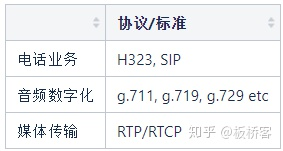 协议/标准
电话业务 H323, SIP
音频数字化 g.711, g.719, g.729 etc
媒体传输 RTP/RTCP
知乎 @板桥客